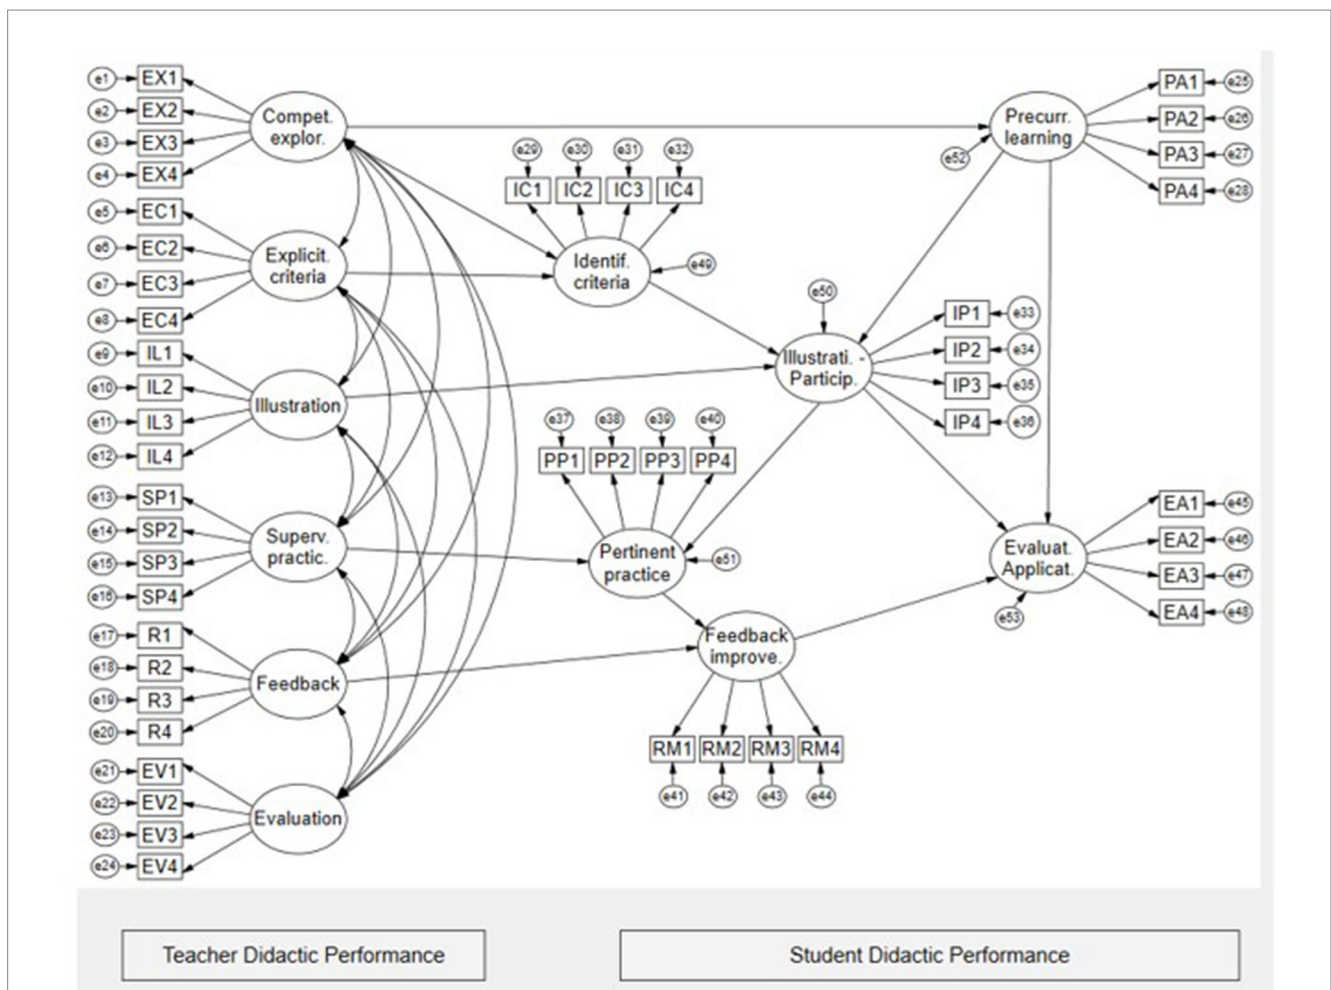 e1 EX1
e2 EX2
e3 EX3
e4 EX4
Compet.
explor.
e5 EC1
e6 EC2
e7 EC3
e8 EC4
Explicit.
criteria
e9 IL1
e10 IL2
e11 IL3
e12 IL4
Illustration
e13 SP1
e14 SP2
e15 SP3
e16 SP4
Superv.
practic.
e17 R1
e18 R2
e19 R3
e20 R4
Feedback
e21 EV1
e22 EV2
e23 EV3
e24 EV4
Evaluation
e29 e30 e31 e32
IC1 IC2 IC3 IC4
Identif.
criteria
e49
e37 e38 e39 e40
PP1 PP2 PP3 PP4
Pertinent
practice
e51
e50
Illustrati. -
Particip.
IP1 e33
IP2 e34
IP3 e35
IP4 e36
Feedback
improve.
RM1 RM2 RM3 RM4
e41 e42 e43 e44
Precurr.
learning
e52
PA1 e25
PA2 e26
PA3 e27
PA4 e28
Evaluat.
Applicat.
e53
EA1 e45
EA2 e46
EA3 e47
EA4 e48
Teacher Didactic Performance
Student Didactic Performance